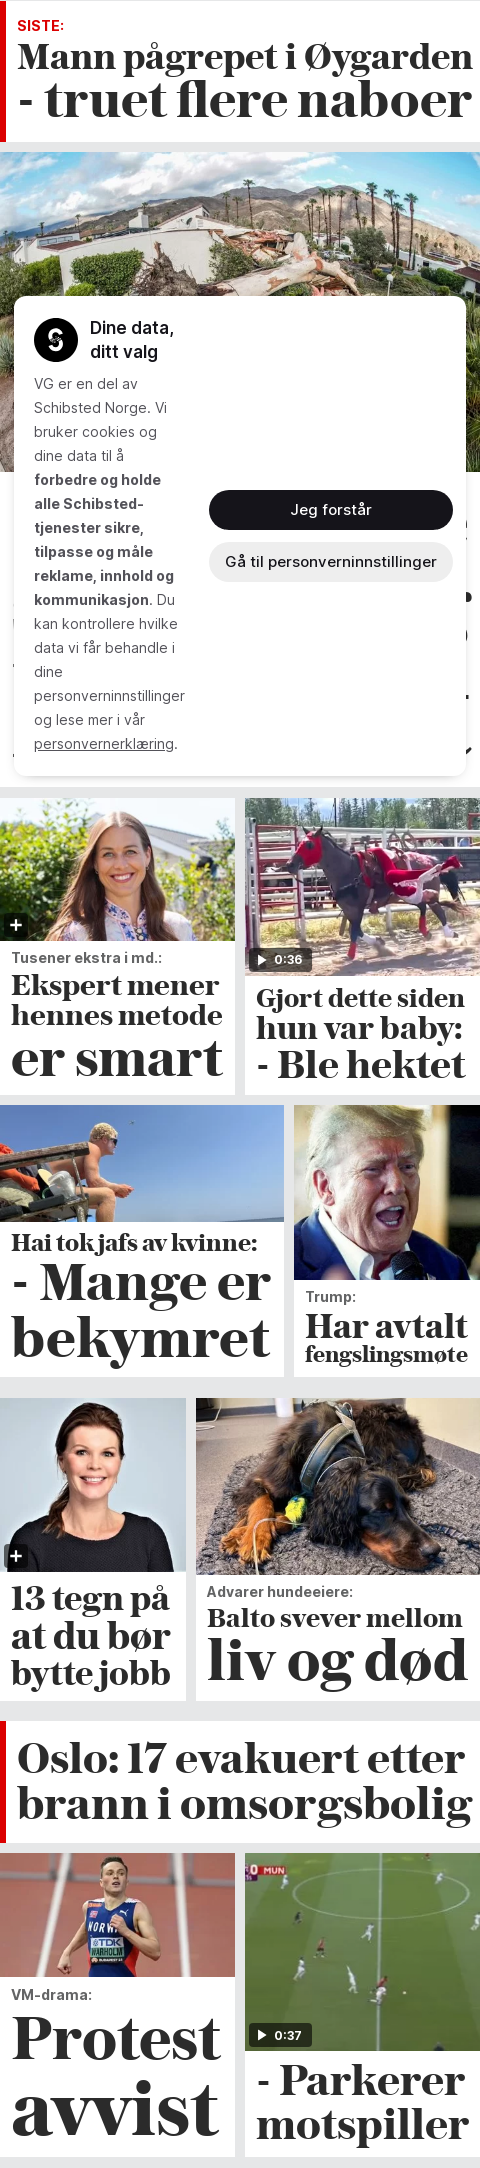 SISTE:
Mann pågrepet i Øygarden
- truet flere naboer
Dine data,
ditt valg
VG er en del av
Schibsted Norge. Vi
bruker cookies og
dine data til å
forbedre og holde
alle Schibsted-
tjenester sikre,
tilpasse og måle
reklame, innhold og
kommunikasjon. Du
kan kontrollere hvilke
data vi får behandle i
dine
personverninnstillinger
og lese mer i vår
personvernerklæring.
Jeg forstår
Gå til personverninnstillinger
Tusener ekstra i md.:
Ekspert mener
hennes metode
er smart
0:36
Gjort dette siden
hun var baby:
- Ble hektet
Hai tok jafs av kvinne:
- Mange er
bekymret
Trump:
Har avtalt
fengslingsmøte
13 tegn på
at du bør
bytte jobb
Advarer hundeeiere:
Balto svever mellom
liv og død
Oslo: 17 evakuert etter
brann i omsorgsbolig
NORW
TDK
WARHOLM
VM-drama:
Protest
avvist
0 MUN
0:37
- Parkerer
motspiller